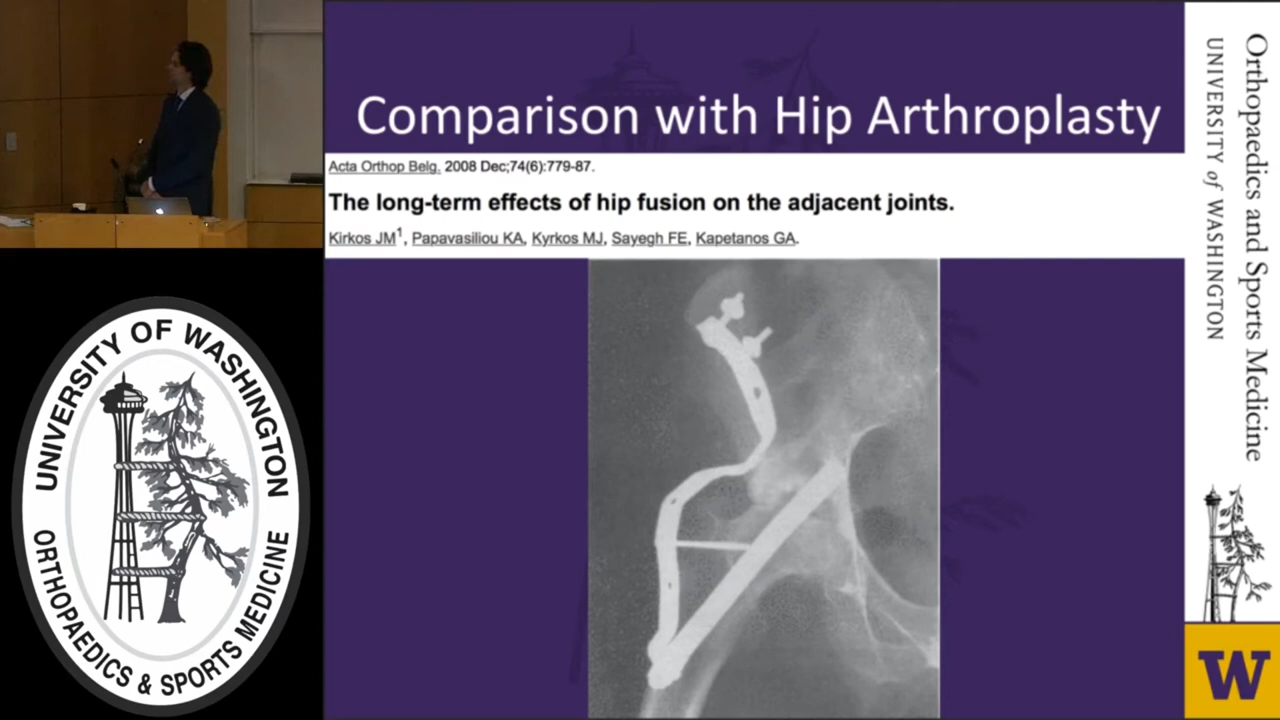 Comparison with Hip Arthroplasty
Acta Orthop Belg. 2008 Dec;74(6):779-87.
The long-term effects of hip fusion on the adjacent joints.
Kirkos JM1, Papavasiliou KA, Kyrkos MJ, Sayegh FE, Kapetanos GA.
UNIVERSITY OF WASHINGTON
ORTHOPAEDICS & SPORTS MEDICINE
Orthopaedics and Sports Medicine
UNIVERSITY of WASHINGTON
W